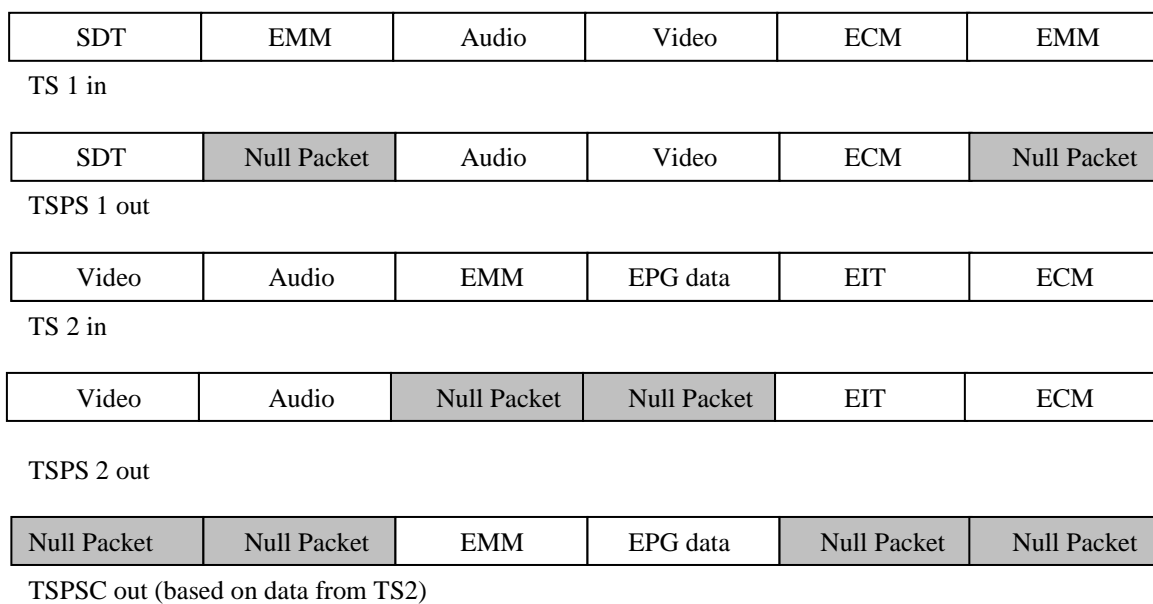 SDT EMM Audio Video ECM EMM
TS 1 in
SDT Null Packet Audio Video ECM Null Packet
TSPS 1 out
Video Audio EMM EPG data EIT ECM
TS 2 in
Video Audio Null Packet Null Packet EIT ECM
TSPS 2 out
Null Packet Null Packet EMM EPG data Null Packet Null Packet
TSPSC out (based on data from TS2)